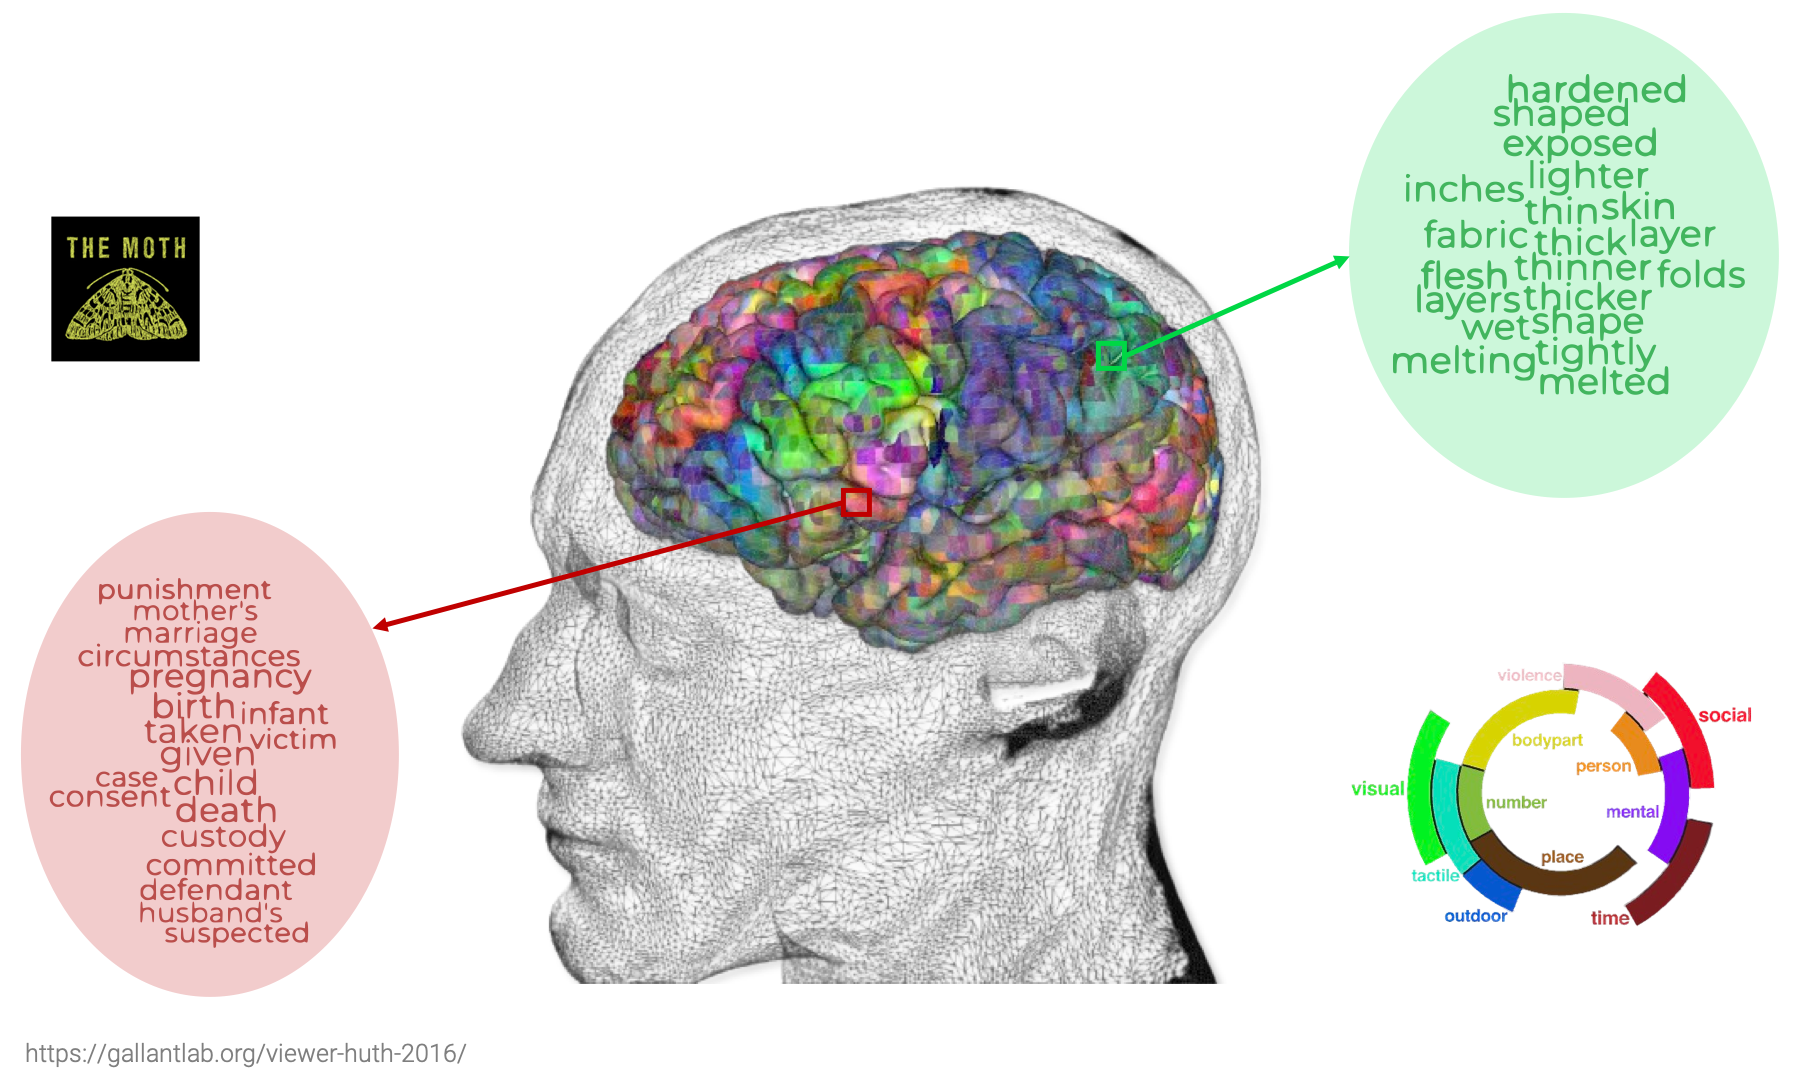 THE MOTH
hardened
shaped
exposed
lighter
inches
thin skin
fabric thick layer
flesh thinner folds
layers thicker
wet shape
melting tightly
melted
punishment
mother's
marriage
circumstances
pregnancy
birth infant
taken victim
given
case child
consent death
custody
committed
defendant
husband's
suspected
violence
social
bodypart
person
visual
number
mental
place
tactile
outdoor
time
https://gallantlab.org/viewer-huth-2016/